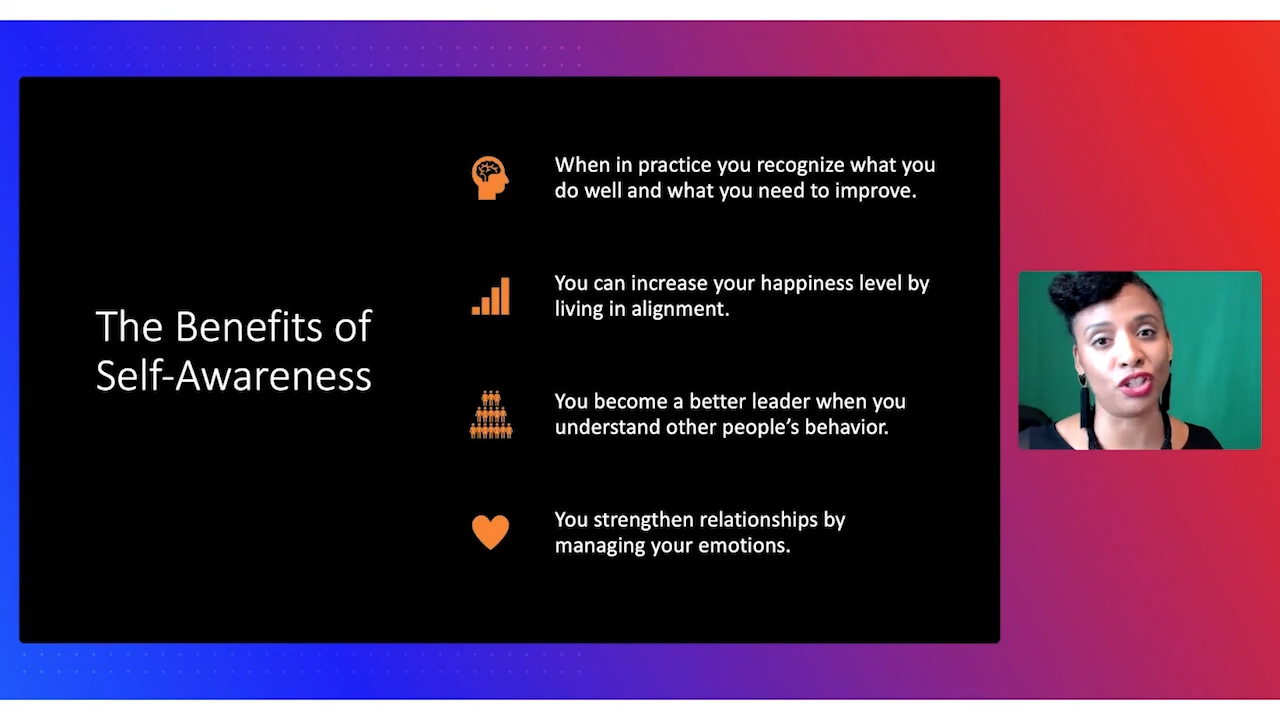 The Benefits of
Self-Awareness
When in practice you recognize what you
do well and what you need to improve.
You can increase your happiness level by
living in alignment.
You become a better leader when you
understand other people’s behavior.
You strengthen relationships by
managing your emotions.